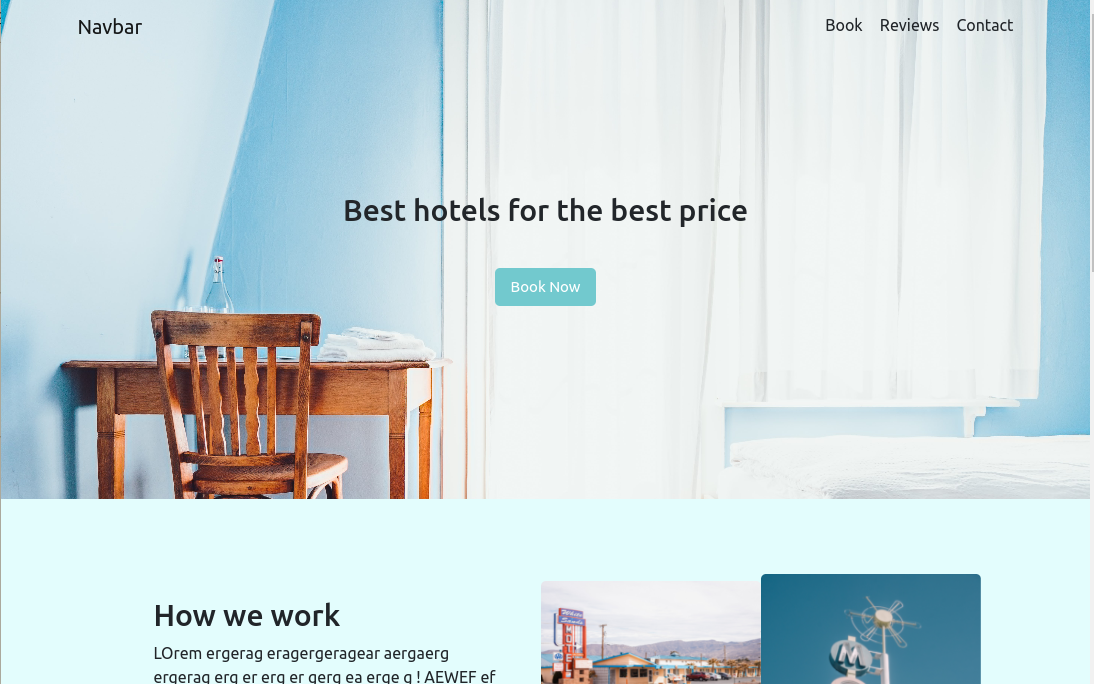 Navbar
Book Reviews Contact
Best hotels for the best price
Book Now
How we work
LOrem ergerag eragergeragear aergaerg
ergerag erg er erg er gerg ea erge g ! AEWEF ef
MOTEL
M